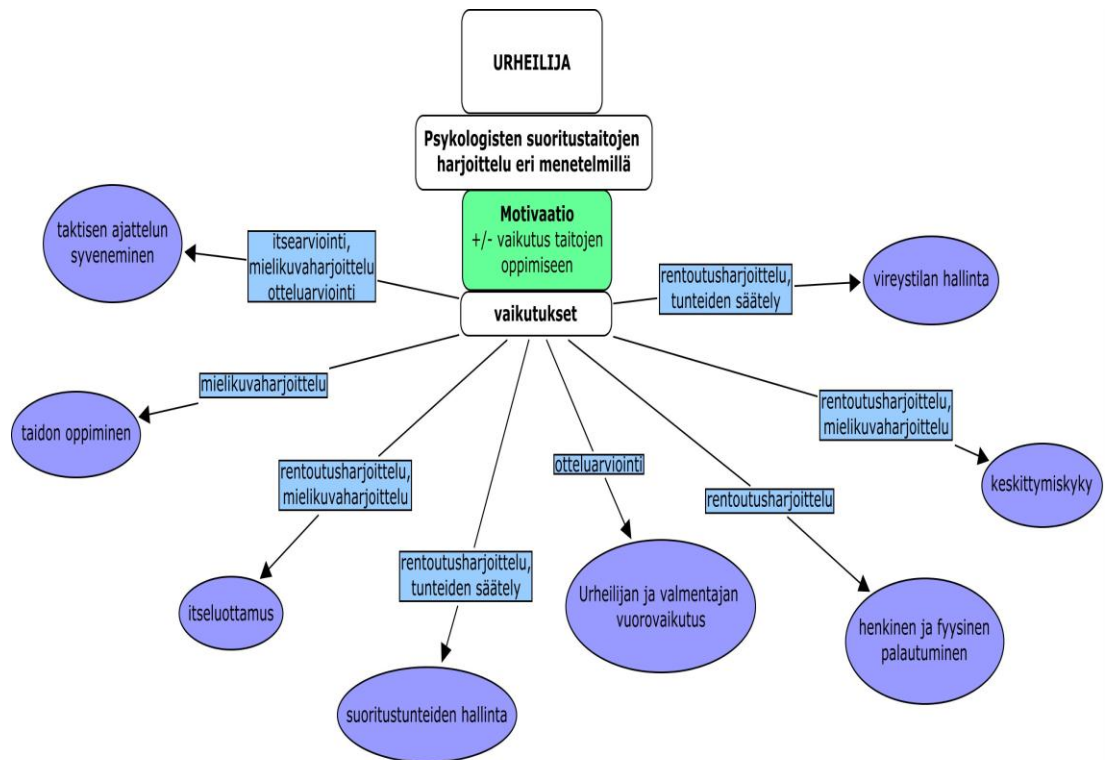 URHEILIJA
Psykologisten suoritustaitojen
harjoittelu eri menetelmillä
Motivaatio
+/- vaikutus taitojen
oppimiseen
vaikutukset
taktisen ajattelun
syveneminen
itsearviointi,
mielikuvaharjoittelu
otteluarviointi
rentoutusharjoittelu,
tunteiden säätely
vireystilan hallinta
mielikuvaharjoittelu
taidon oppiminen
rentoutusharjoittelu,
mielikuvaharjoittelu
itseluottamus
rentoutusharjoittelu,
tunteiden säätely
suoritustunteiden hallinta
otteluarviointi
Urheilijan ja valmentajan
vuorovaikutus
rentoutusharjoittelu
henkinen ja fyysinen
palautuminen
rentoutusharjoittelu,
mielikuvaharjoittelu
keskittymiskyky